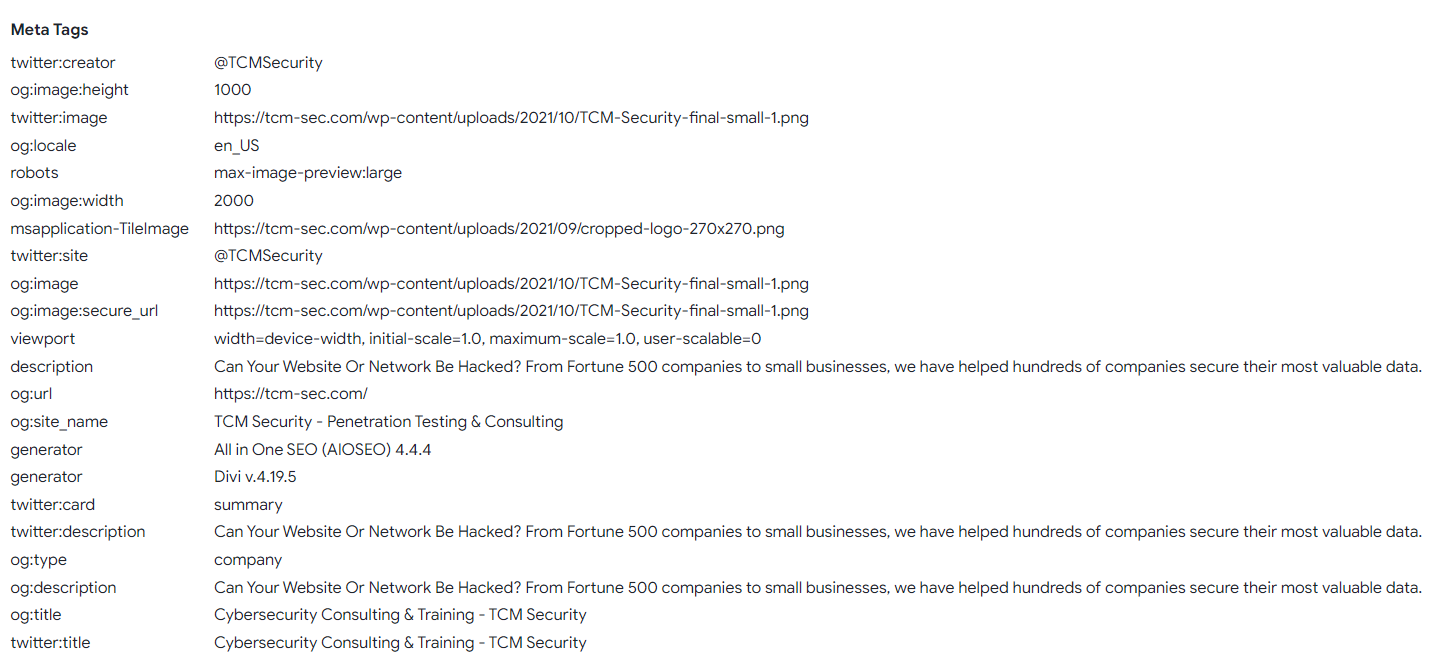 Meta Tags
twitter:creator @TCMSecurity
og:image:height 1000
twitter:image https://tcm-sec.com/wp-content/uploads/2021/10/TCM-Security-final-small-1.png
og:locale en_US
robots max-image-preview:large
og:image:width 2000
msapplication-TileImage https://tcm-sec.com/wp-content/uploads/2021/09/cropped-logo-270x270.png
twitter:site @TCMSecurity
og:image https://tcm-sec.com/wp-content/uploads/2021/10/TCM-Security-final-small-1.png
og:image:secure_url https://tcm-sec.com/wp-content/uploads/2021/10/TCM-Security-final-small-1.png
viewport width=device-width, initial-scale=1.0, maximum-scale=1.0, user-scalable=0
description Can Your Website Or Network Be Hacked? From Fortune 500 companies to small businesses, we have helped hundreds of companies secure their most valuable data.
og:url https://tcm-sec.com/
og:site_name TCM Security - Penetration Testing & Consulting
generator All in One SEO (AIOSEO) 4.4.4
generator Divi v.4.19.5
twitter:card summary
twitter:description Can Your Website Or Network Be Hacked? From Fortune 500 companies to small businesses, we have helped hundreds of companies secure their most valuable data.
og:type company
og:description Can Your Website Or Network Be Hacked? From Fortune 500 companies to small businesses, we have helped hundreds of companies secure their most valuable data.
og:title Cybersecurity Consulting & Training - TCM Security
twitter:title Cybersecurity Consulting & Training - TCM Security